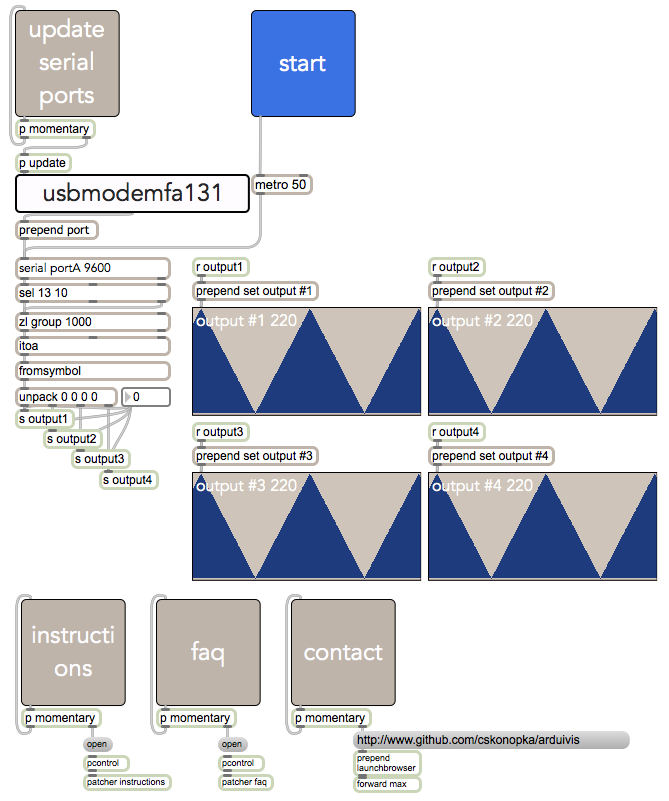 update
serial
ports
start
p momentary
p update
usbmodemfa131
metro 50
prepend port
serial portA 9600
sel 13 10
zl group 1000
itoa
fromsymbol
unpack 0 0 0 0
0
s output1
s output2
s output3
s output4
r output1
prepend set output #1
output #1 220
r output2
prepend set output #2
output #2 220
r output3
prepend set output #3
output #3 220
r output4
prepend set output #4
output #4 220
instructi
ons
p momentary
open
pcontrol
patcher instructions
faq
p momentary
open
pcontrol
patcher faq
contact
p momentary
http://www.github.com/cskonopka/arduivis
prepend
launchbrowser
forward max